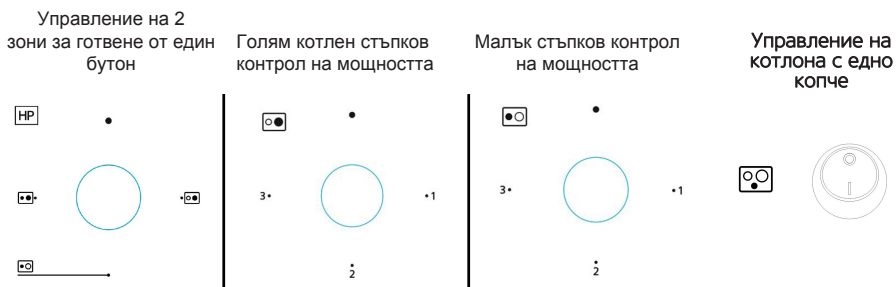 Управление на 2
зони за готвене от един
бутон
Голям котлен стъпков
контрол на мощността
Малък стъпков контрол
на мощността
Управление на
котлона с едно
копче
HP
3
1
2
3
1
2